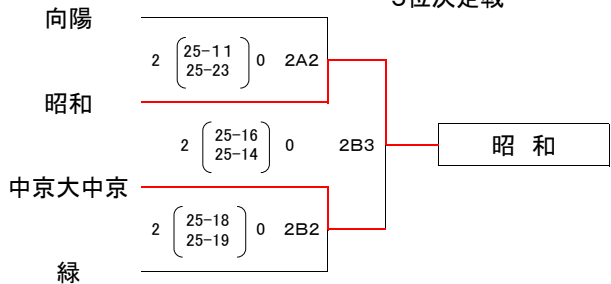 5位決定戦
向陽
2 25-11 0 2A2
25-23
昭和
2 25-16 0 2B3
25-14
昭 和
中京大中京
2 25-18 0 2B2
25-19
緑